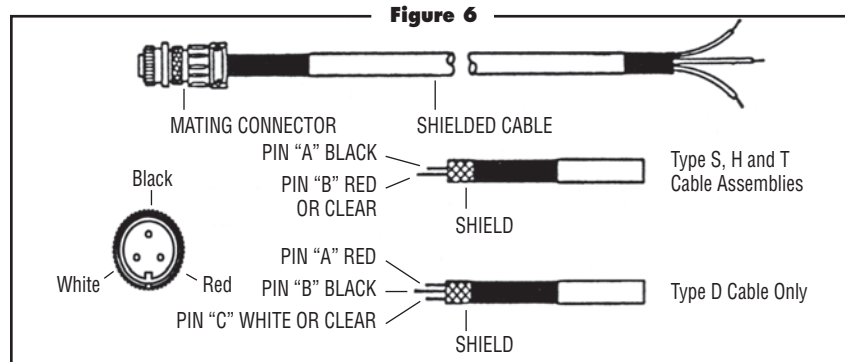 Figure 6
MATING CONNECTOR
SHIELDED CABLE
PIN “A” BLACK
PIN “B” RED
OR CLEAR
SHIELD
Type S, H and T
Cable Assemblies
Black
White
Red
PIN “A” RED
PIN “B” BLACK
PIN “C” WHITE OR CLEAR
SHIELD
Type D Cable Only